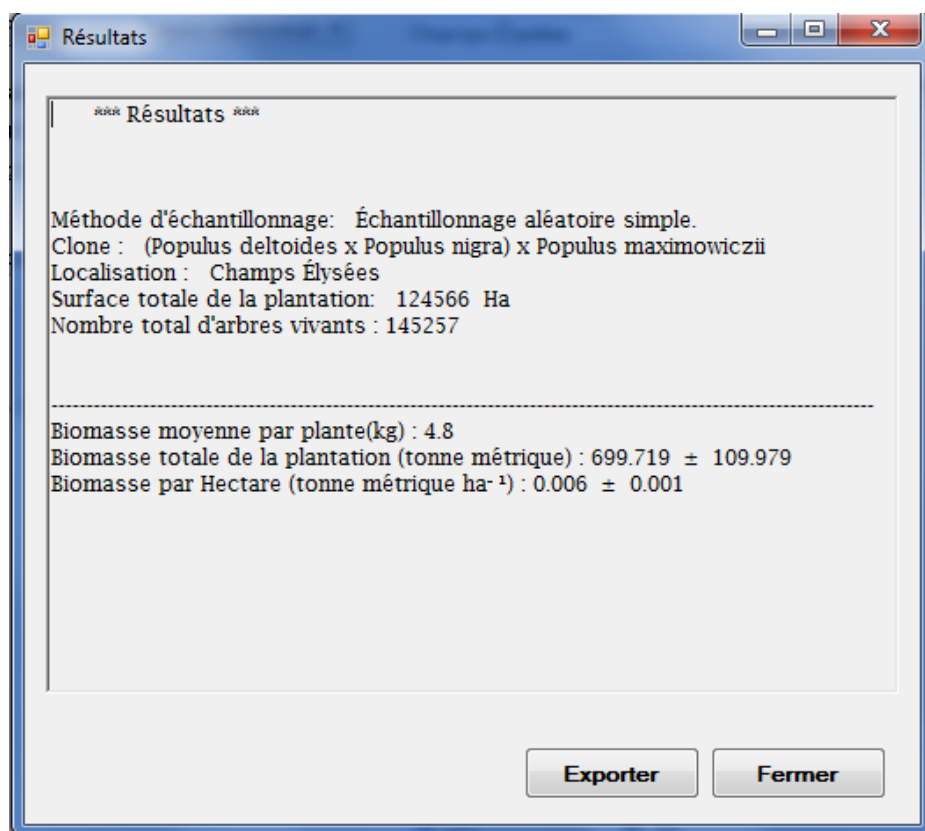 Résultats
*** Résultats ***
Méthode d'échantillonnage: Échantillonnage aléatoire simple.
Clone : (Populus deltoides x Populus nigra) x Populus maximowiczii
Localisation : Champs Élysées
Surface totale de la plantation: 124566 Ha
Nombre total d'arbres vivants : 145257
Biomasse moyenne par plante(kg) : 4.8
Biomasse totale de la plantation (tonne métrique) : 699.719 ± 109.979
Biomasse par Hectare (tonne métrique ha-¹) : 0.006 ± 0.001
Exporter Fermer